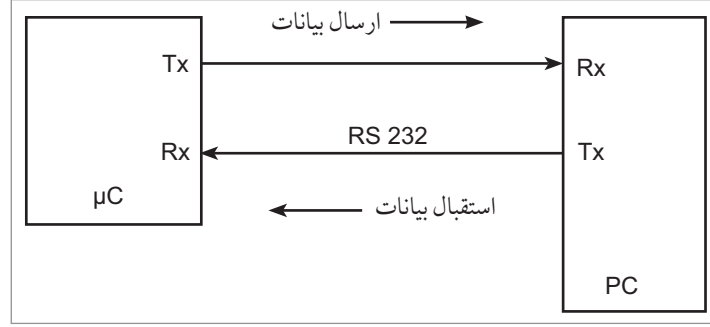 ارسال بيانات
Tx
Rx
RS 232
Rx
Tx
µC
استقبال بيانات
PC